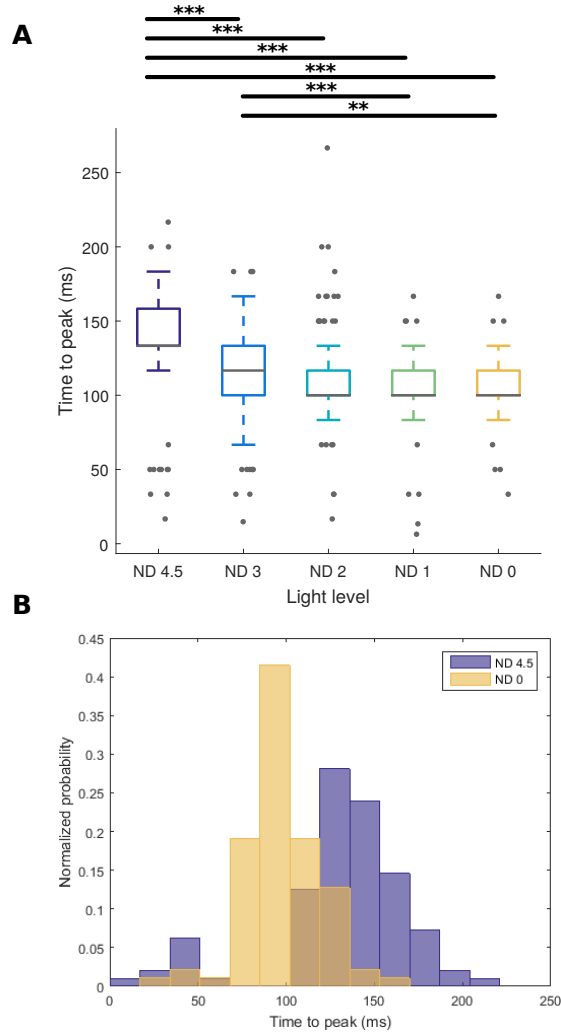 A
***
***
***
***
***
**
250
200
150
100
50
0
Time to peak (ms)
ND 4.5 ND 3 ND 2 ND 1 ND 0
Light level
B
0.45
0.4
0.35
0.3
0.25
0.2
0.15
0.1
0.05
0
Normalized probability
ND 4.5
ND 0
0 50 100 150 200 250
Time to peak (ms)